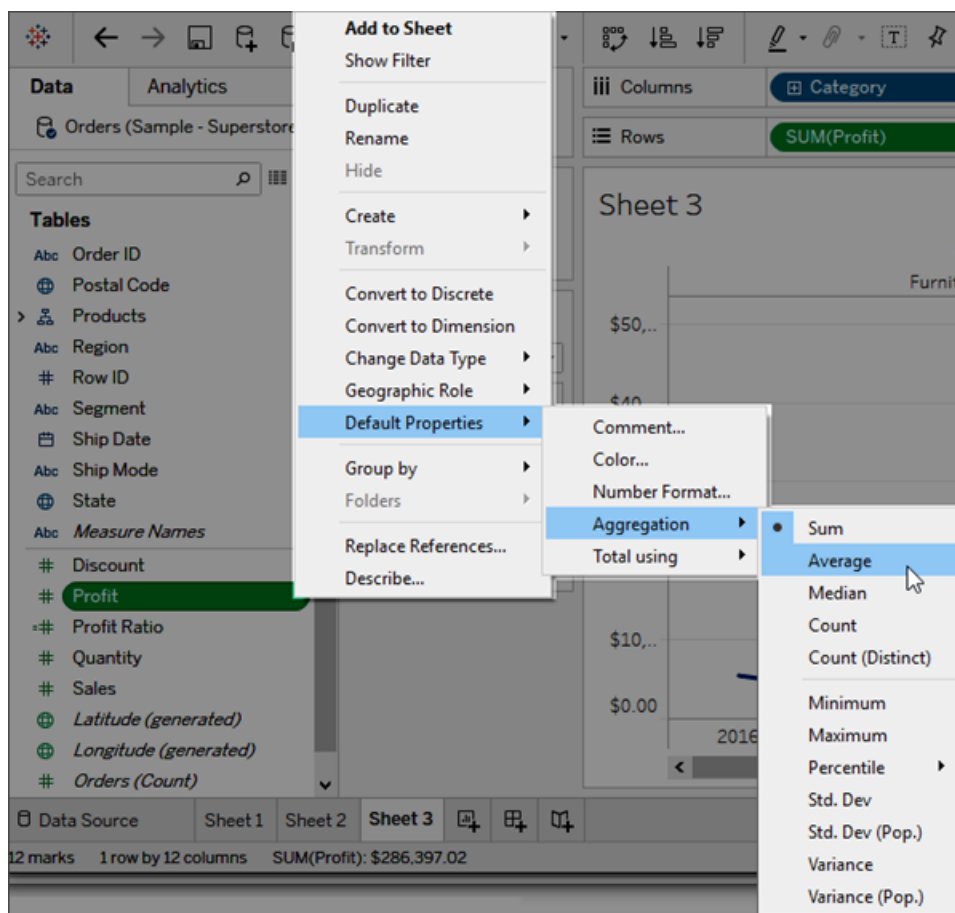 Data
Analytics
Orders (Sample - Superstore
Search
Tables
Abc Order ID
Postal Code
Products
Abc Region
# Row ID
Abc Segment
Ship Date
Abc Ship Mode
State
Abc Measure Names
# Discount
# Profit
=# Profit Ratio
# Quantity
# Sales
Latitude (generated)
Longitude (generated)
# Orders (Count)
Add to Sheet
Show Filter
Duplicate
Rename
Hide
Create
Transform
Convert to Discrete
Convert to Dimension
Change Data Type
Geographic Role
Default Properties
Group by
Folders
Replace References...
Describe...
Comment...
Color...
Number Format...
Aggregation
Total using
Sum
Average
Median
Count
Count (Distinct)
Minimum
Maximum
Percentile
Std. Dev
Std. Dev (Pop.)
Variance
Variance (Pop.)
T
Columns
Category
Rows
SUM(Profit)
Sheet 3
Furnit
$50,..
$10,..
$0.00
2016
Data Source
Sheet 1
Sheet 2
Sheet 3
12 marks
1 row by 12 columns
SUM(Profit): $286,397.02